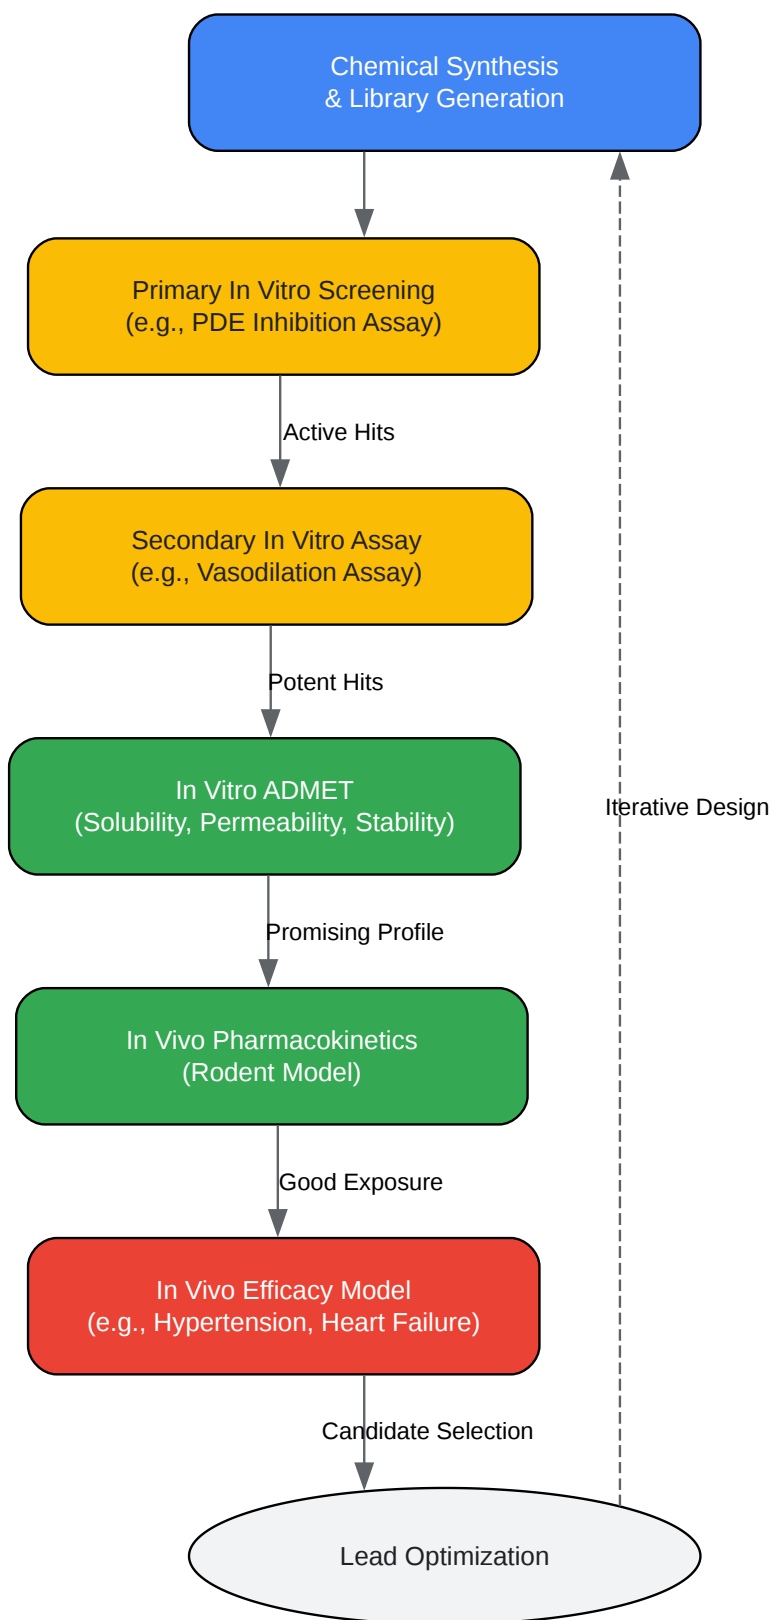 Chemical Synthesis
& Library Generation
Primary In Vitro Screening
(e.g., PDE Inhibition Assay)
Active Hits
Secondary In Vitro Assay
(e.g., Vasodilation Assay)
Potent Hits
In Vitro ADMET
(Solubility, Permeability, Stability)
Iterative Design
Promising Profile
In Vivo Pharmacokinetics
(Rodent Model)
Good Exposure
In Vivo Efficacy Model
(e.g., Hypertension, Heart Failure)
Candidate Selection
Lead Optimization